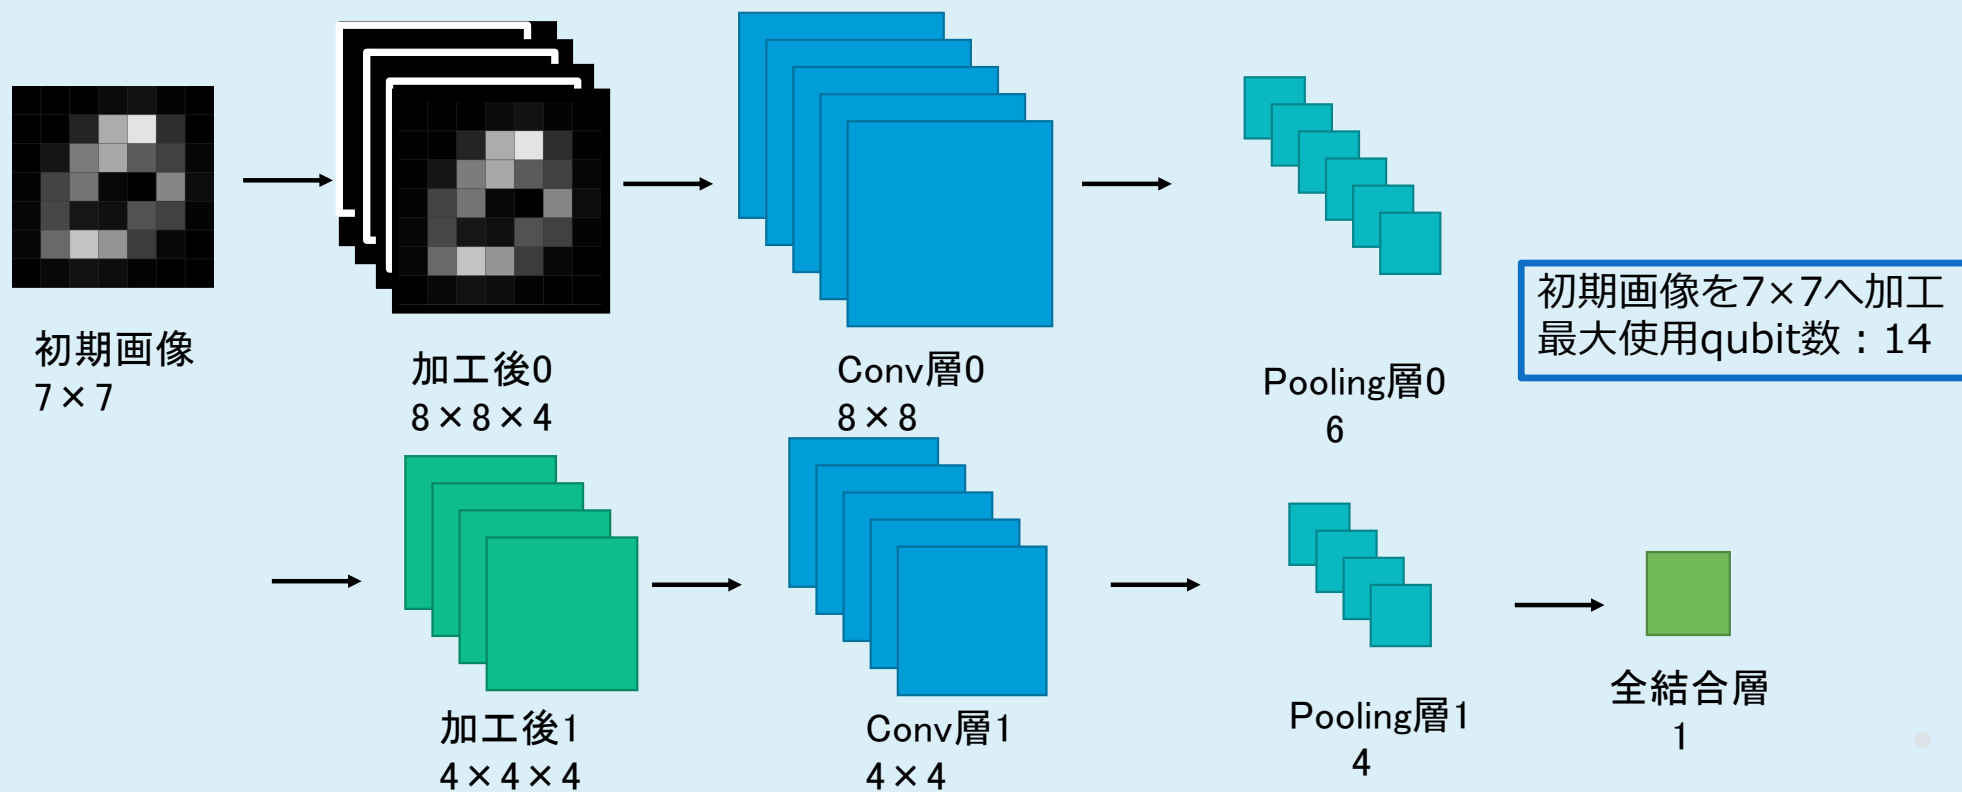 初期画像
7×7
加工後0
8×8×4
Conv層0
8×8
Pooling層0
6
初期画像を7×7へ加工
最大使用qubit数：14
加工後1
4×4×4
Conv層1
4×4
Pooling層1
4
全結合層
1